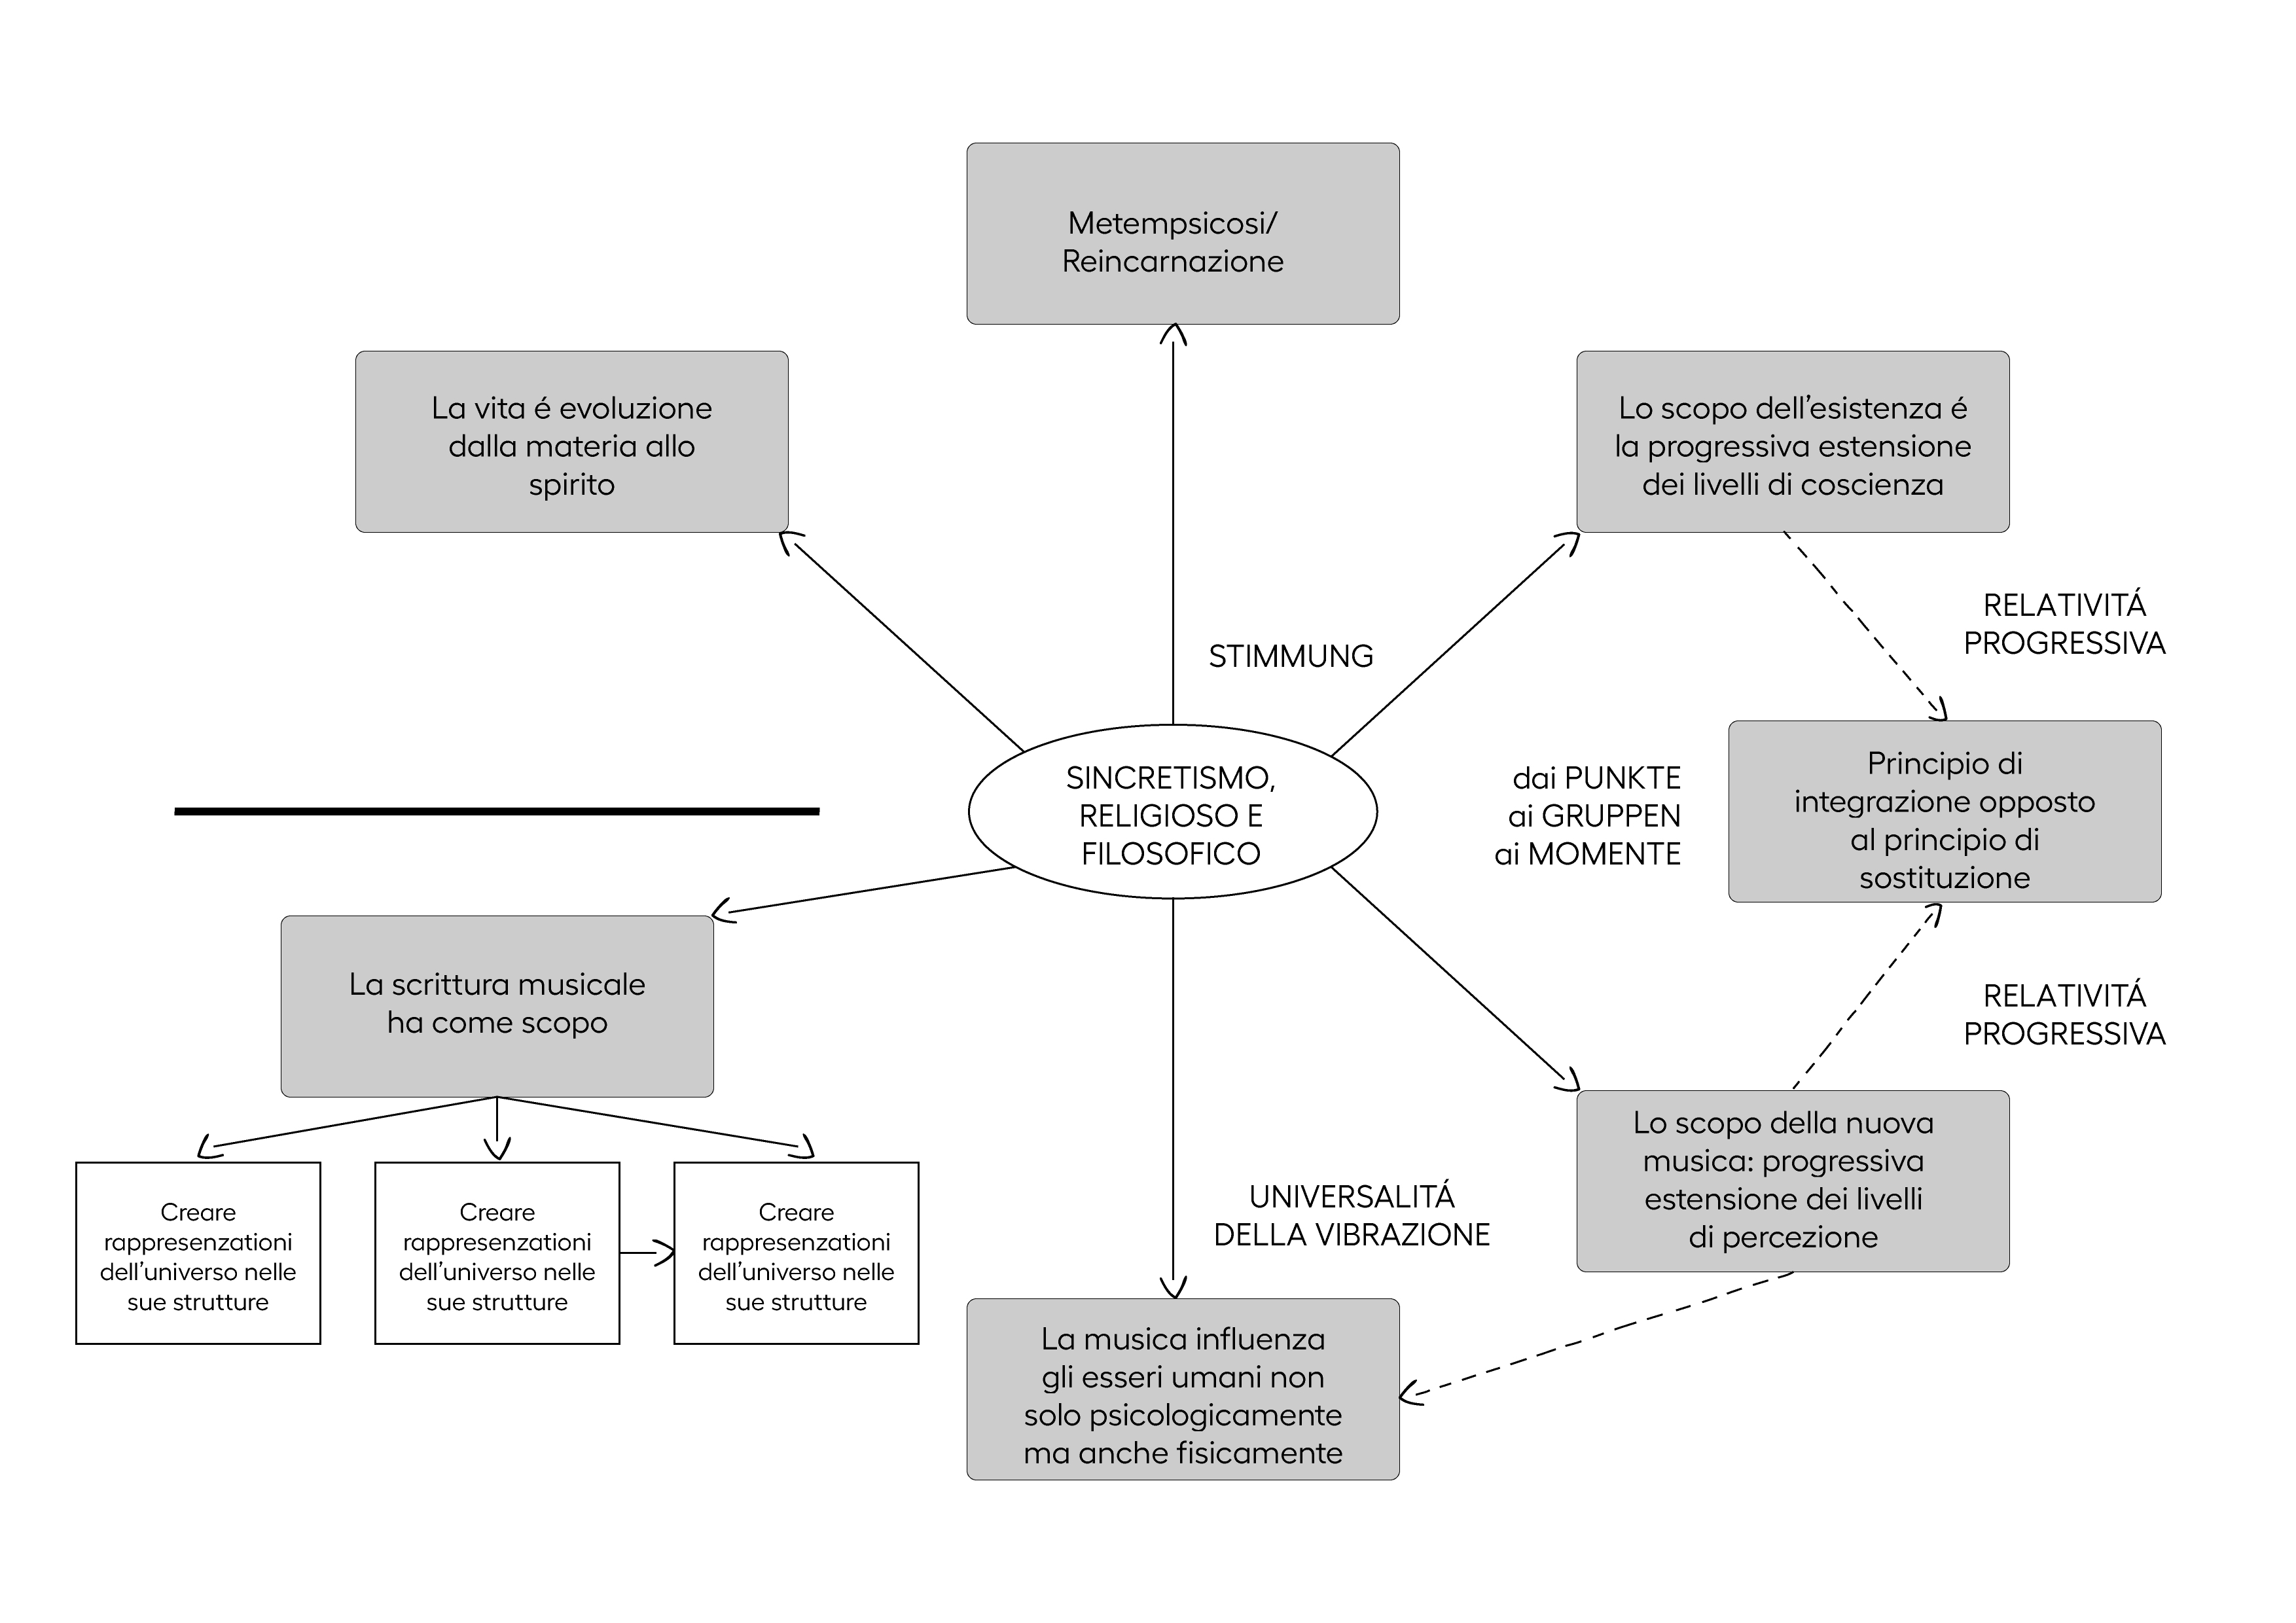 Metempsicosi/
Reincarnazione
La vita é evoluzione
dalla materia allo
spirito
Lo scopo dell’esistenza é
la progressiva estensione
dei livelli di coscienza
RELATIVITÁ
PROGRESSIVA
STIMMUNG
SINCRETISMO,
RELIGIOSO E
FILOSOFICO
dai PUNKTE
ai GRUPPEN
ai MOMENTE
Principio di
integrazione opposto
al principio di
sostituzione
La scrittura musicale
ha come scopo
RELATIVITÁ
PROGRESSIVA
Creare
rappresenzationi
dell’universo nelle
sue strutture
Creare
rappresenzationi
dell’universo nelle
sue strutture
Creare
rappresenzationi
dell’universo nelle
sue strutture
UNIVERSALITÁ
DELLA VIBRAZIONE
Lo scopo della nuova
musica: progressiva
estensione dei livelli
di percezione
La musica influenza
gli esseri umani non
solo psicologicamente
ma anche fisicamente